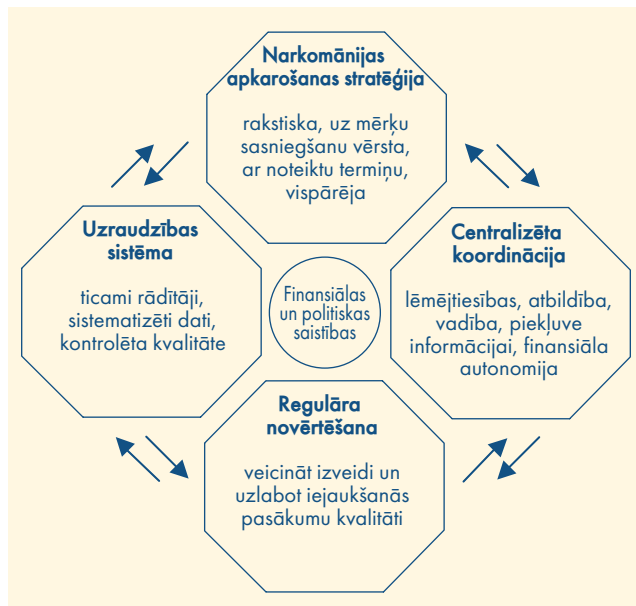 Narkomānijas
apkarošanas stratēģija
rakstiska, uz mērķu
sasniegšanu vērsta,
ar noteiktu termiņu,
vispārēja
Uzraudzības
sistēma
ticami rādītāji,
sistematizēti dati,
kontrolēta kvalitāte
Finansiālas
un politiskas
saistības
Centralizēta
koordinācija
lēmējtiesības, atbildība,
vadība, piekļuve
informācijai, finansiāla
autonomija
Regulāra
novērtēšana
veicināt izveidi un
uzlabot iejaukšanās
pasākumu kvalitāti